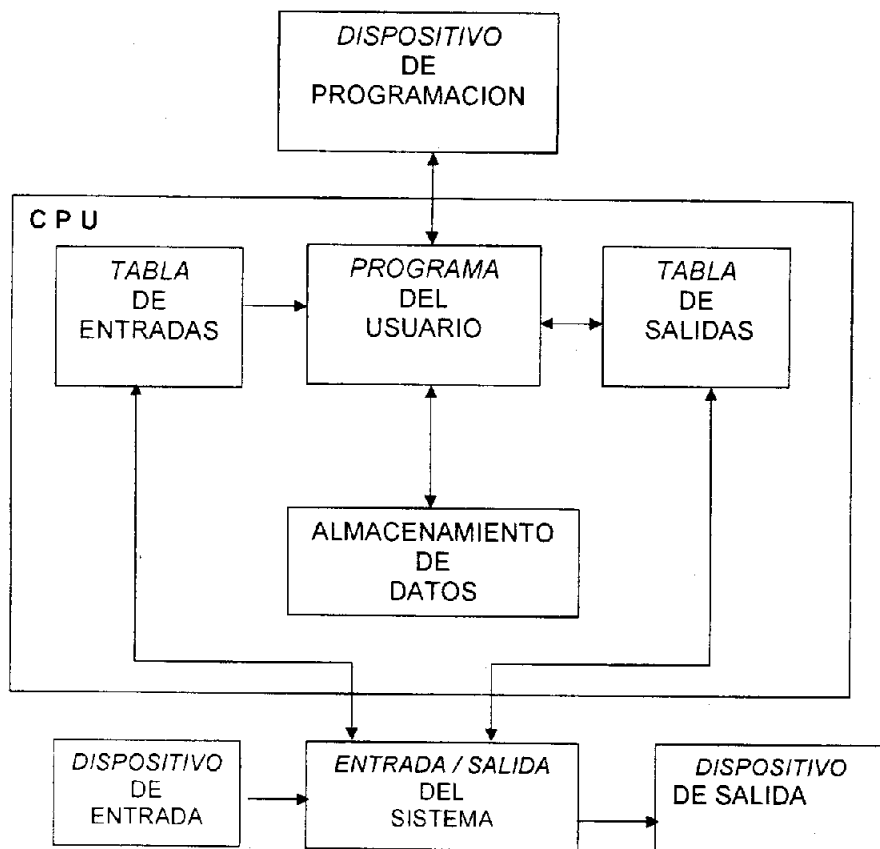 DISPOSITIVO
DE
PROGRAMACION
C P U
TABLA
DE
ENTRADAS
PROGRAMA
DEL
USUARIO
TABLA
DE
SALIDAS
ALMACENAMIENTO
DE
DATOS
DISPOSITIVO
DE
ENTRADA
ENTRADA / SALIDA
DEL
SISTEMA
DISPOSITIVO
DE SALIDA